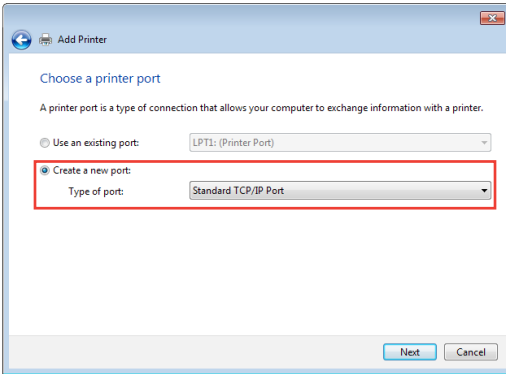 Add Printer
Choose a printer port
A printer port is a type of connection that allows your computer to exchange information with a printer.
Use an existing port: LPT1: (Printer Port)
Create a new port:
Type of port: Standard TCP/IP Port
Next Cancel